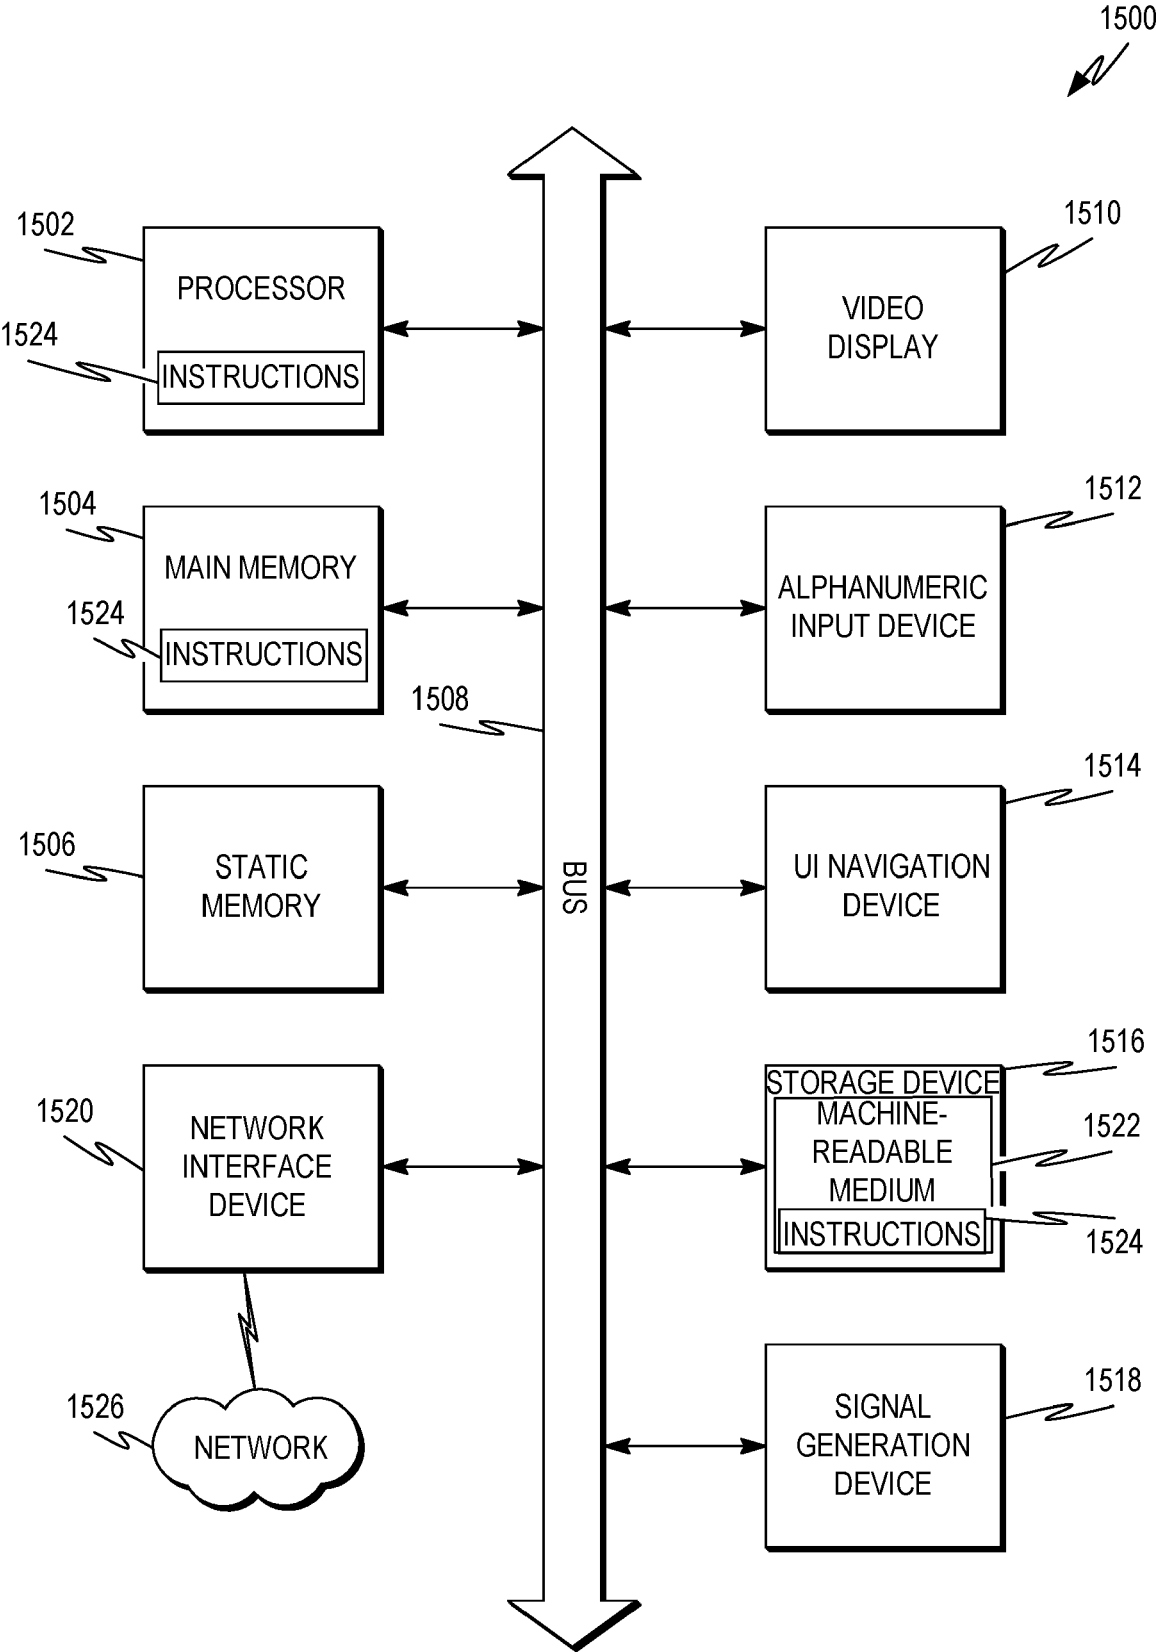 1500
1502
PROCESSOR
1524
INSTRUCTIONS
1504
MAIN MEMORY
1524
INSTRUCTIONS
1508
1506
STATIC
MEMORY
BUS
1520
NETWORK
INTERFACE
DEVICE
1526
NETWORK
1510
VIDEO
DISPLAY
1512
ALPHANUMERIC
INPUT DEVICE
1514
UI NAVIGATION
DEVICE
1516
STORAGE DEVICE
MACHINE-
READABLE
MEDIUM
1522
INSTRUCTIONS
1524
1518
SIGNAL
GENERATION
DEVICE